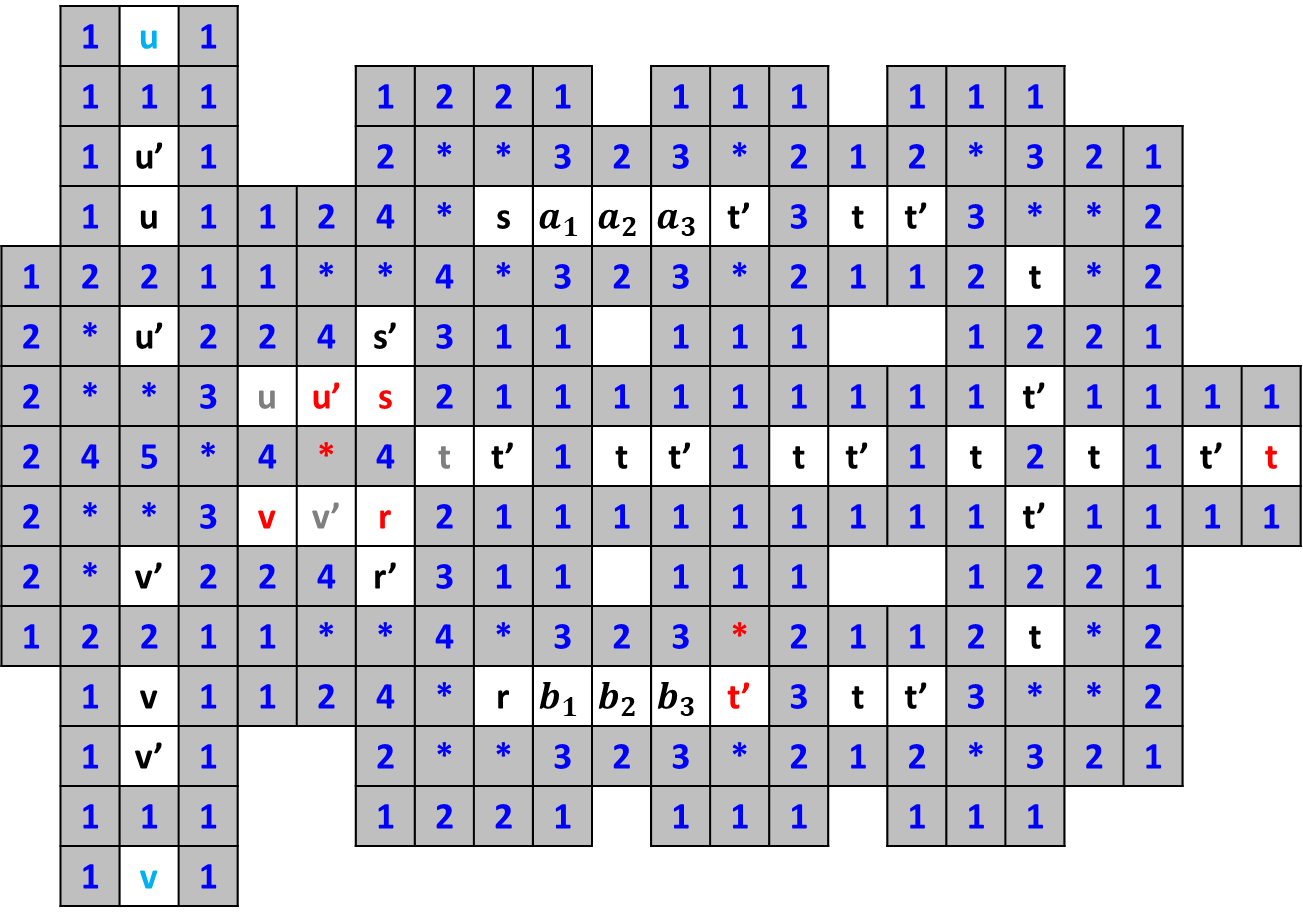 1 u 1
1 1 1 1 2 2 1 1 1 1 1 1 1
1 u’ 1 2 * * 3 2 3 * 2 1 2 * 3 2 1
1 u 1 1 2 4 * s a₁ a₂ a₃ t’ 3 t t’ 3 * * 2
1 2 2 1 1 * * 4 * 3 2 3 * 2 1 1 2 t * 2
2 * u’ 2 2 4 s’ 3 1 1 1 1 1 1 2 2 1
2 * * 3 u u’ s 2 1 1 1 1 1 1 1 1 1 t’ 1 1 1 1
2 4 5 * 4 * 4 t t’ 1 t t’ 1 t t’ 1 t 2 t 1 t’ t
2 * * 3 v v’ r 2 1 1 1 1 1 1 1 1 1 t’ 1 1 1 1
2 * v’ 2 2 4 r’ 3 1 1 1 1 1 1 2 2 1
1 2 2 1 1 * * 4 * 3 2 3 * 2 1 1 2 t * 2
1 v 1 1 2 4 * r b₁ b₂ b₃ t’ 3 t t’ 3 * * 2
1 v’ 1 2 * * 3 2 3 * 2 1 2 * 3 2 1
1 1 1 1 2 2 1 1 1 1 1 1 1
1 v 1